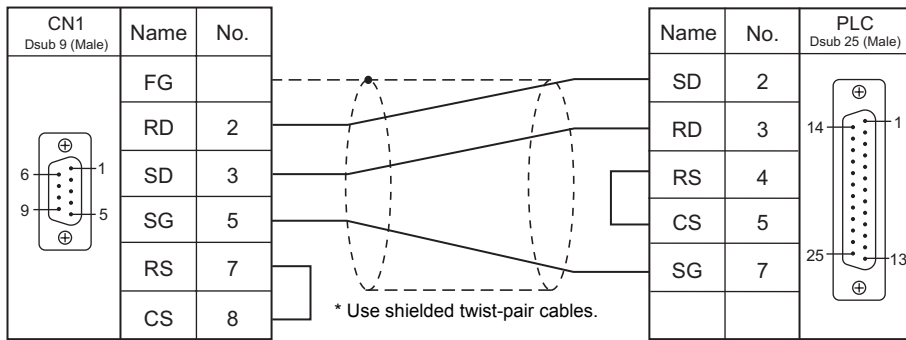 CN1
Dsub 9 (Male)
Name
No.
FG
RD
2
SD
3
SG
5
RS
7
CS
8
6
1
9
5
* Use shielded twist-pair cables.
Name
No.
PLC
Dsub 25 (Male)
SD
2
RD
3
RS
4
CS
5
SG
7
14
1
25
13